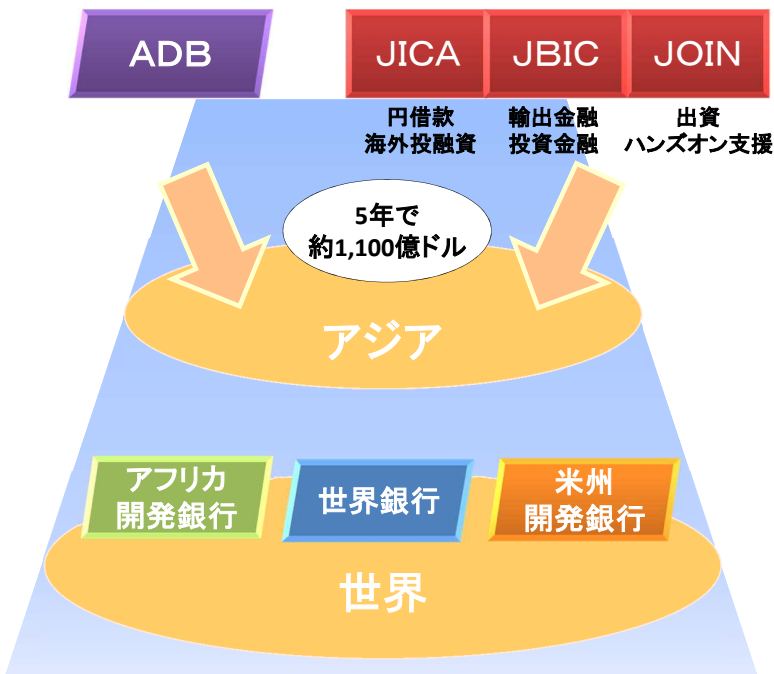 ADB
JICA
JBIC
JOIN
円借款
海外投融資
輸出金融
投資金融
出資
ハンズオン支援
5年で
約1,100億ドル
アジア
アフリカ
開発銀行
世界銀行
米州
開発銀行
世界